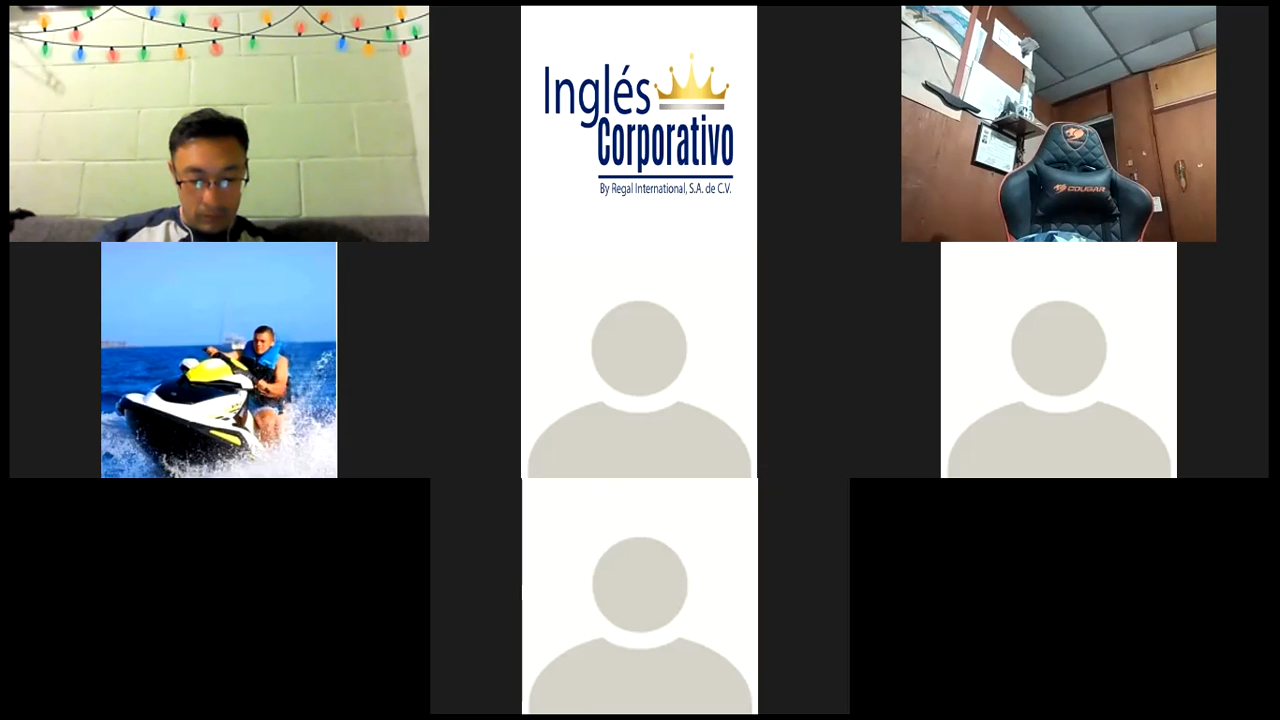 Inglés
Corporativo
By Regal International, S.A. de C.V.
COUGAR